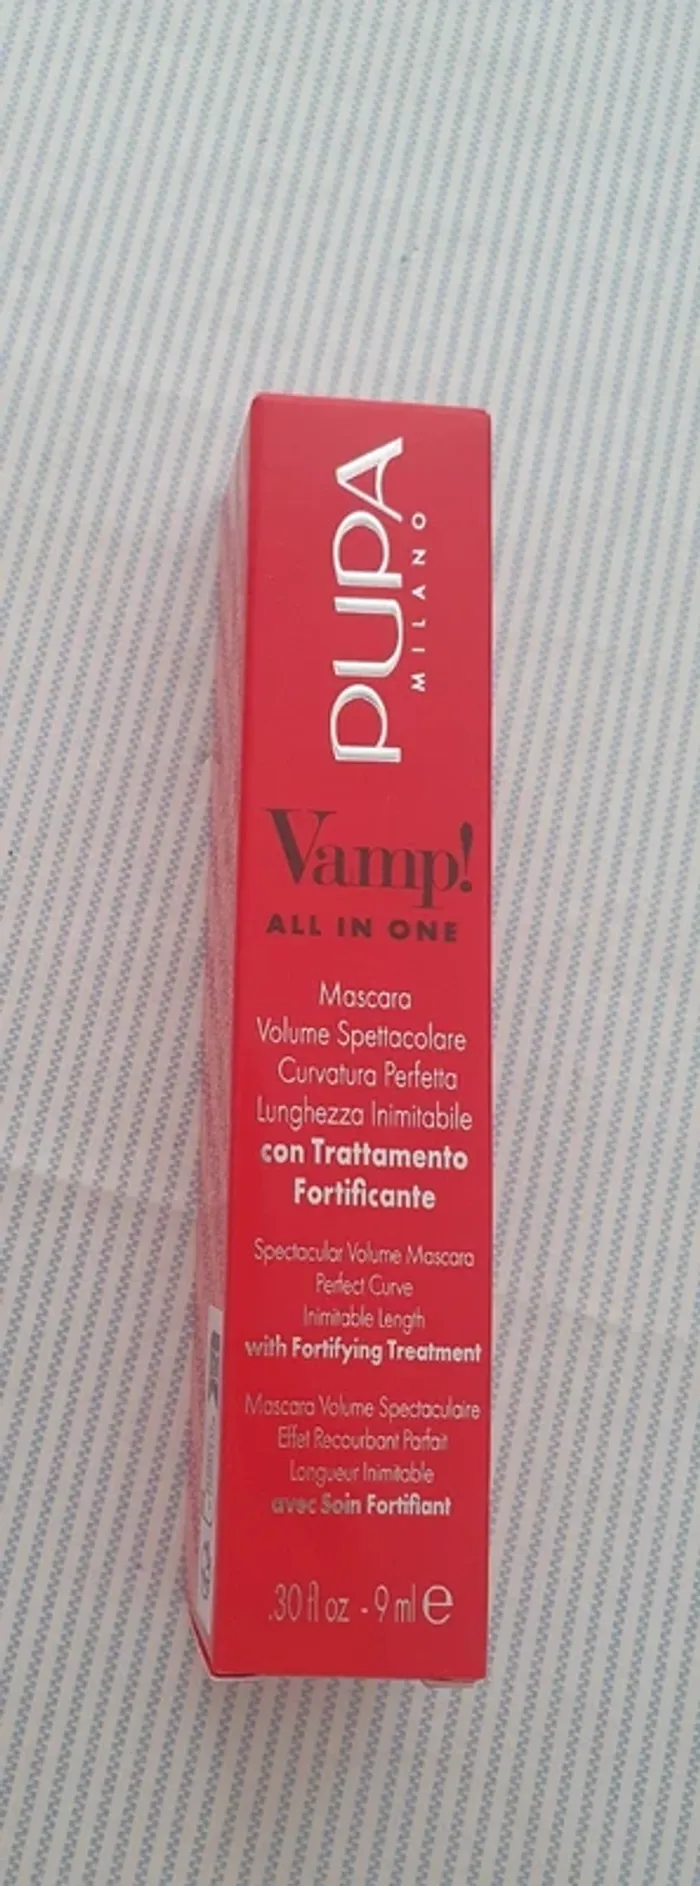 PUPA
MILANO
Vamp!
ALL IN ONE
Mascara
Volume Spettacolare
Curvatura Perfetta
Lunghezza Inimitabile
con Trattamento
Fortificante
Spectacular Volume Mascara
Perfect Curve
Inimitable Length
with Fortifying Treatment
Mascara Volume Spectaculaire
Effet Recourbant Parfait
Longueur Inimitable
avec Soin Fortifiant
.30 fl oz - 9 ml e